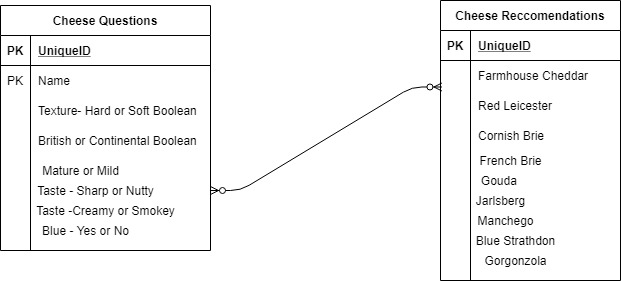 Cheese Questions
PK UniqueID
PK Name
Texture- Hard or Soft Boolean
British or Continental Boolean
Mature or Mild
Taste - Sharp or Nutty
Taste -Creamy or Smokey
Blue - Yes or No
Cheese Reccomendations
PK UniqueID
Farmhouse Cheddar
Red Leicester
Cornish Brie
French Brie
Gouda
Jarlsberg
Manchego
Blue Strathdon
Gorgonzola